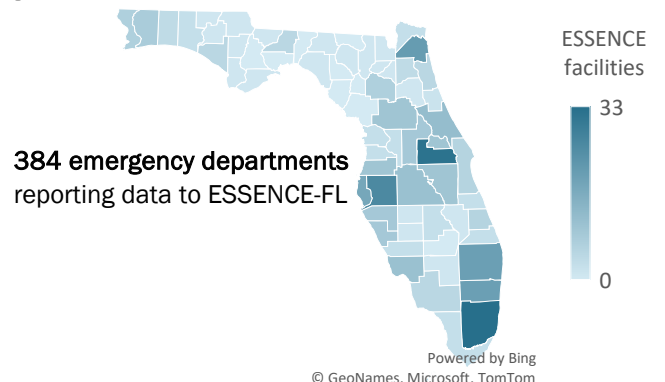 ESSENCE
facilities
33
384 emergency departments
reporting data to ESSENCE-FL
0
Powered by Bing
© GeoNames, Microsoft, TomTom